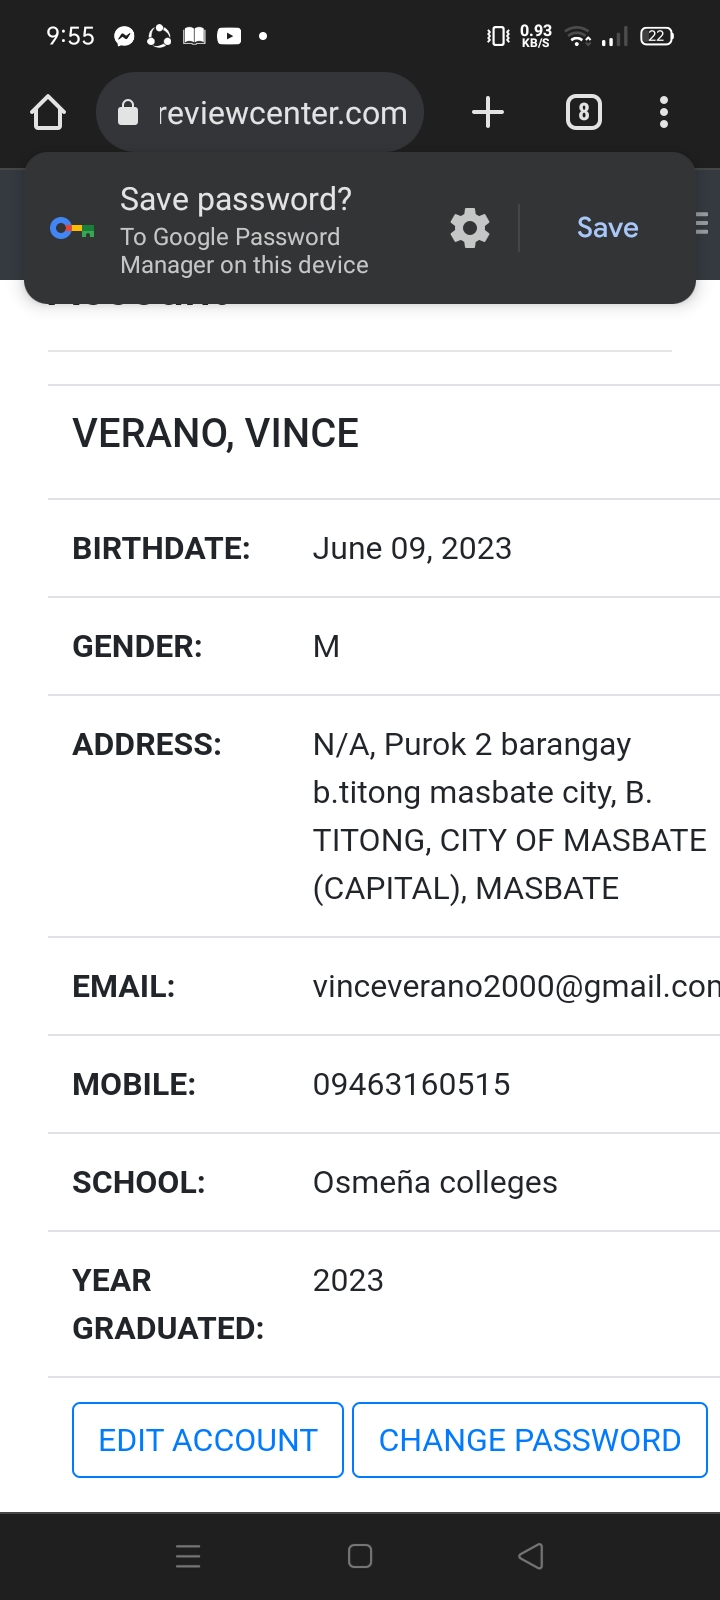 9:55
0.93
KB/S
22
reviewcenter.com
8
Save password?
To Google Password
Manager on this device
Save
VERANO, VINCE
BIRTHDATE: June 09, 2023
GENDER: M
ADDRESS: N/A, Purok 2 barangay
b.titong masbate city, B.
TITONG, CITY OF MASBATE
(CAPITAL), MASBATE
EMAIL: vinceverano2000@gmail.com
MOBILE: 09463160515
SCHOOL: Osmeña colleges
YEAR 2023
GRADUATED:
EDIT ACCOUNT CHANGE PASSWORD